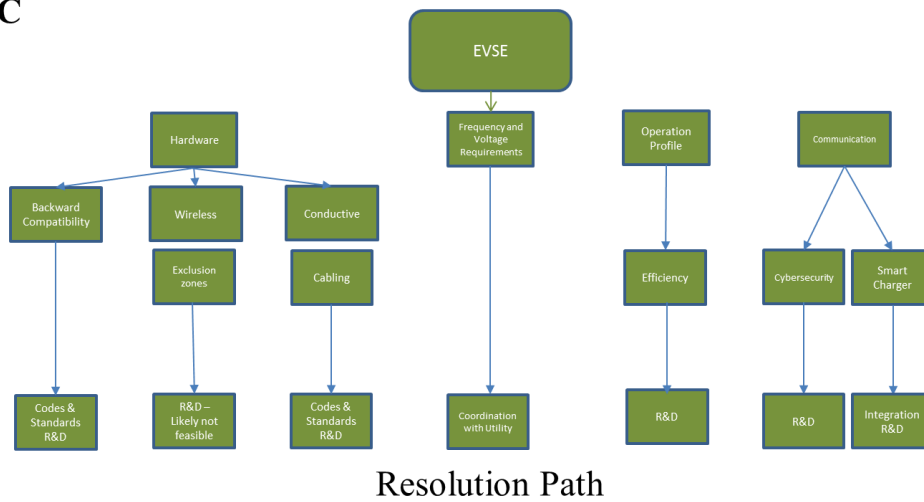 C
EVSE
Hardware
Frequency and
Voltage
Requirements
Operation
Profile
Communication
Backward
Compatibility
Wireless
Conductive
Exclusion
zones
Cabling
Efficiency
Cybersecurity
Smart
Charger
Codes &
Standards
R&D
R&D –
Likely not
feasible
Codes &
Standards
R&D
Coordination
with Utility
R&D
R&D
Integration
R&D
Resolution Path